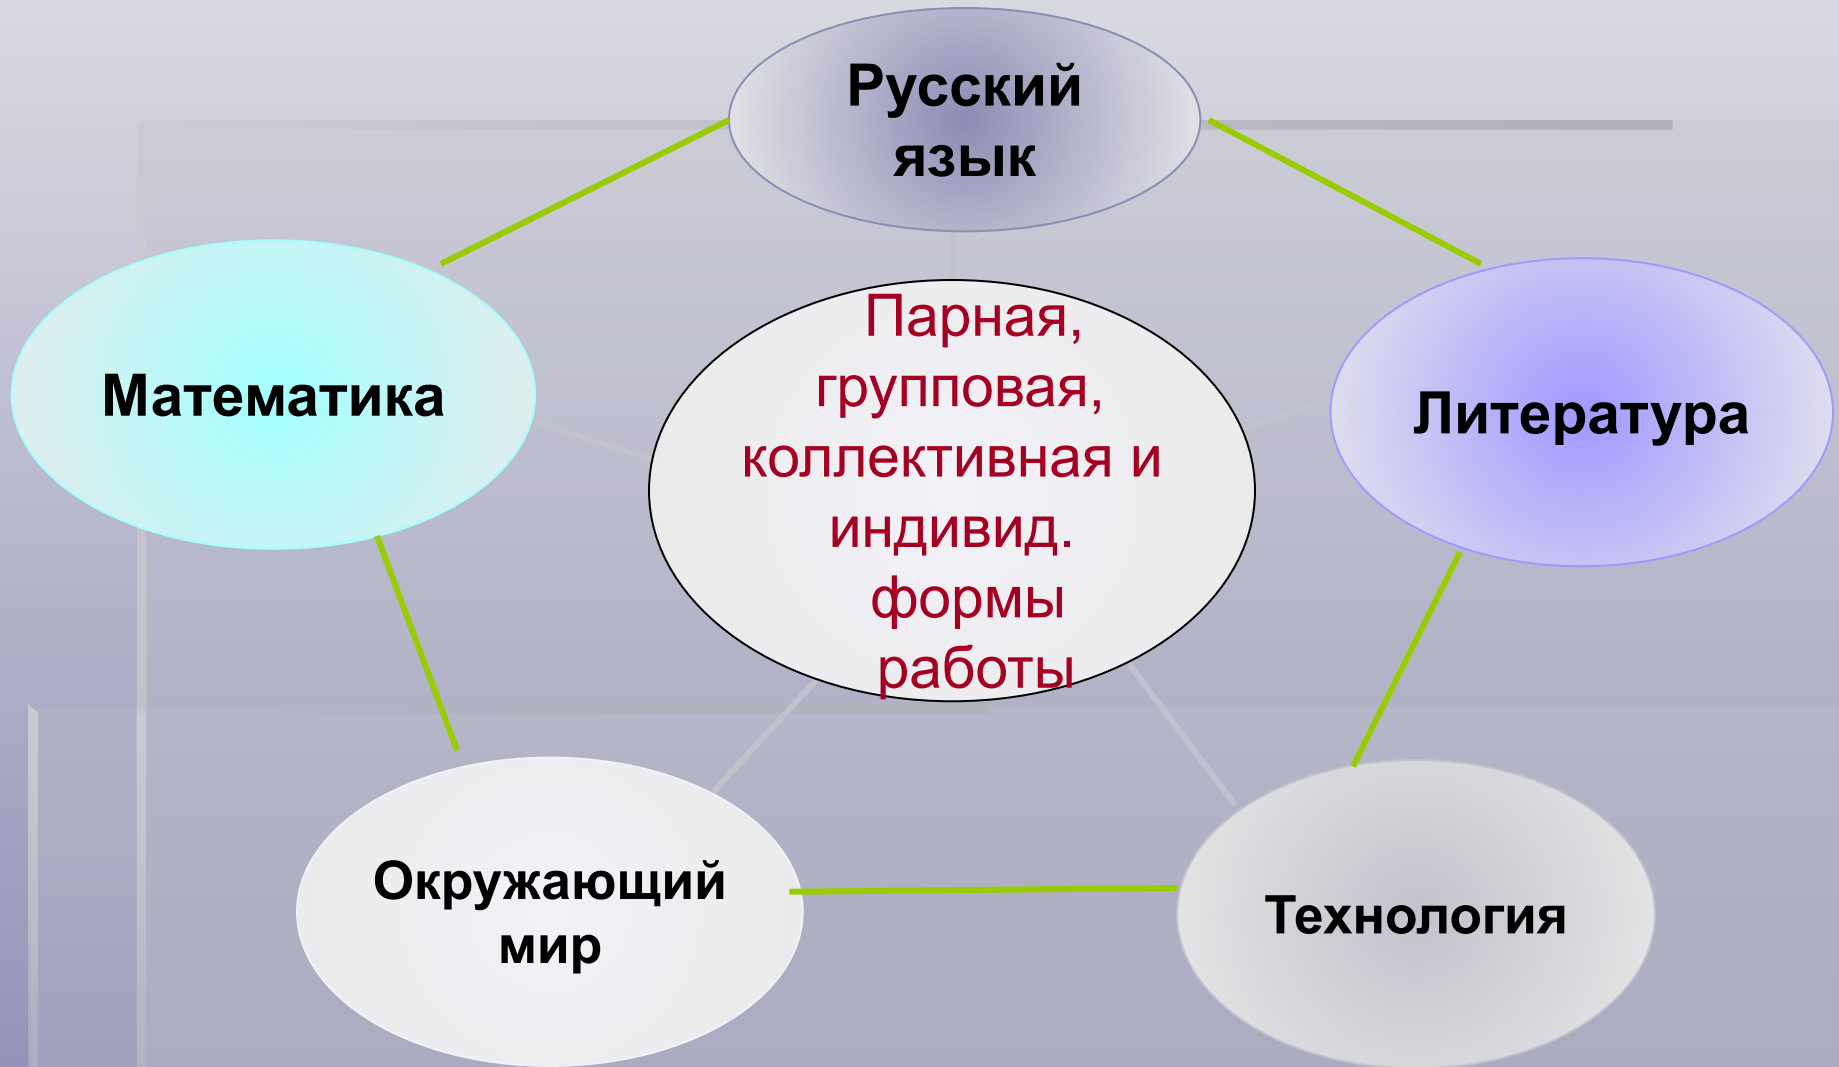 Русский
язык
Математика
Парная,
групповая,
коллективная и
индивид.
формы
работы
Литература
Окружающий
мир
Технология